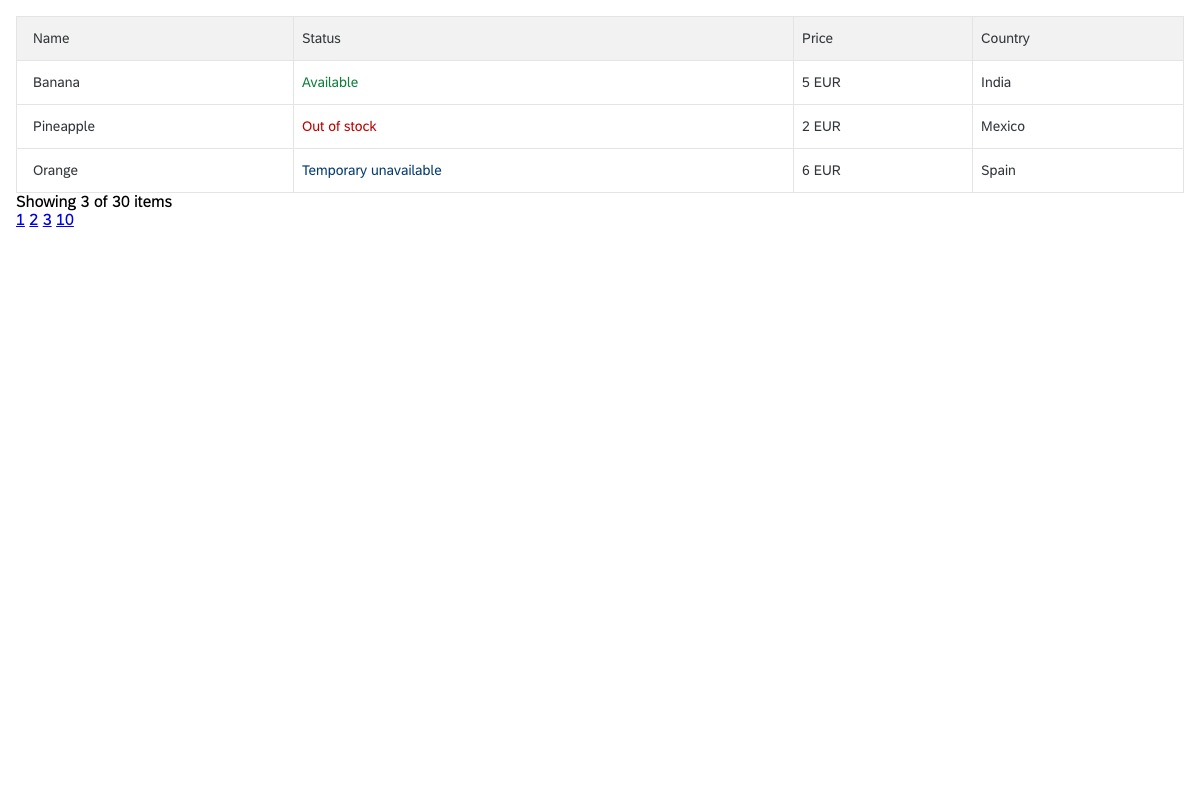 Name Status Price Country
Banana Available 5 EUR India
Pineapple Out of stock 2 EUR Mexico
Orange Temporary unavailable 6 EUR Spain
Showing 3 of 30 items
1 2 3 10